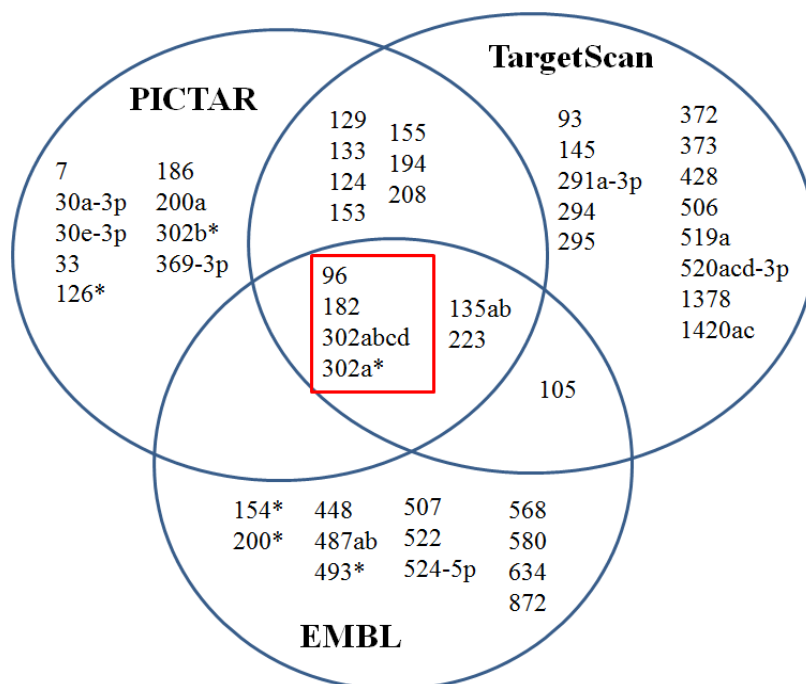 TargetScan
PICTAR
129
133
124
153
155
194
208
93
145
291a-3p
294
295
372
373
428
506
519a
520acd-3p
1378
1420ac
7
30a-3p
30e-3p
33
126*
186
200a
302b*
369-3p
96
182
302abcd
302a*
135ab
223
105
154*
200*
448
487ab
493*
507
522
524-5p
568
580
634
872
EMBL